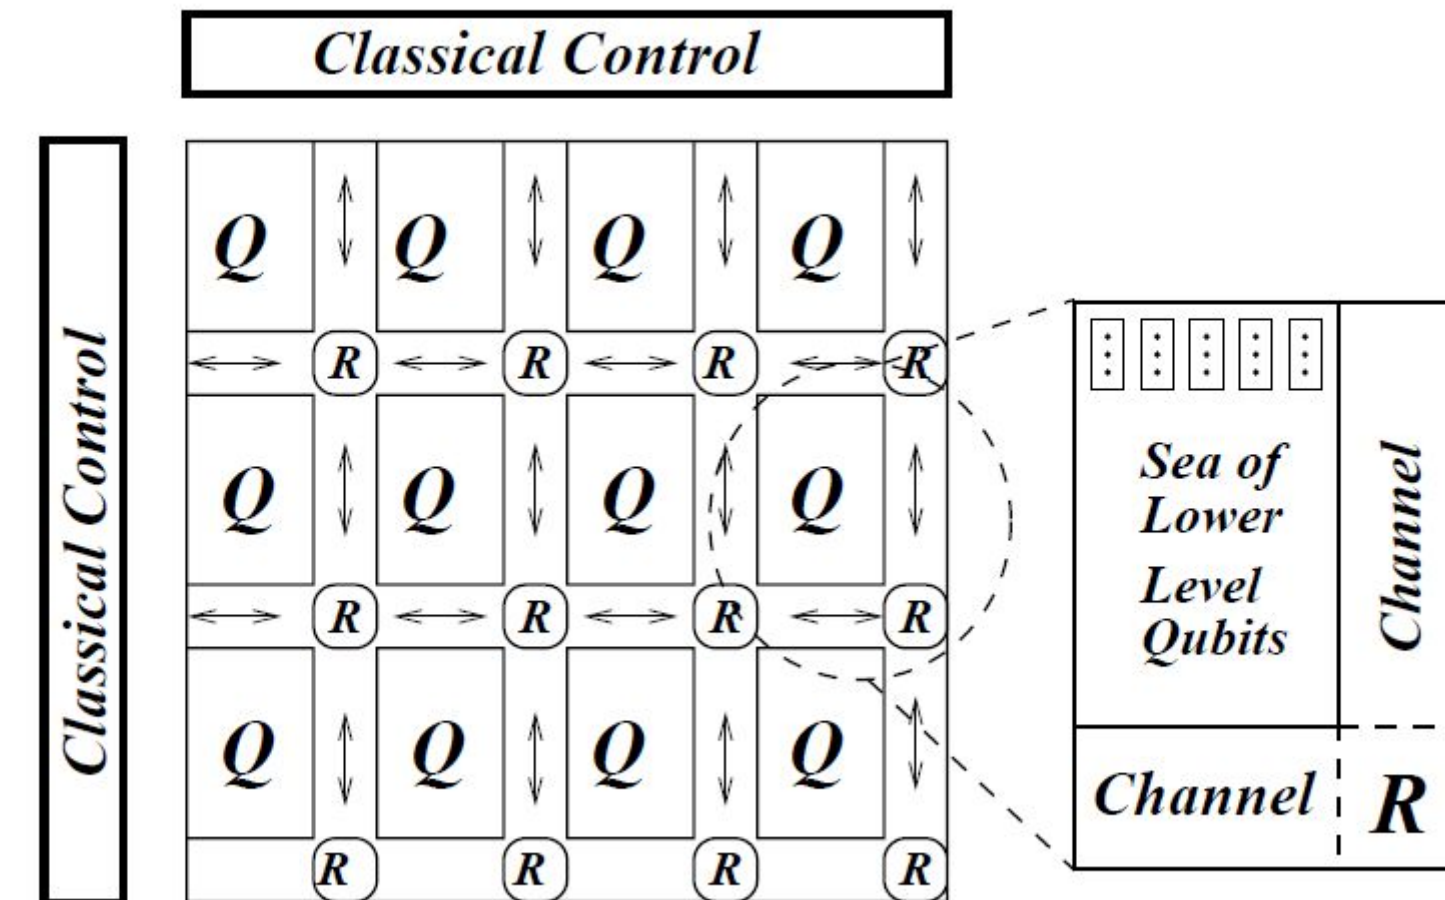 Classical Control
Classical Control
Q Q Q Q
R R R R
Q Q Q Q
R R R R
Q Q Q Q
R R R R
Sea of
Lower
Level
Qubits
Channel
Channel
R